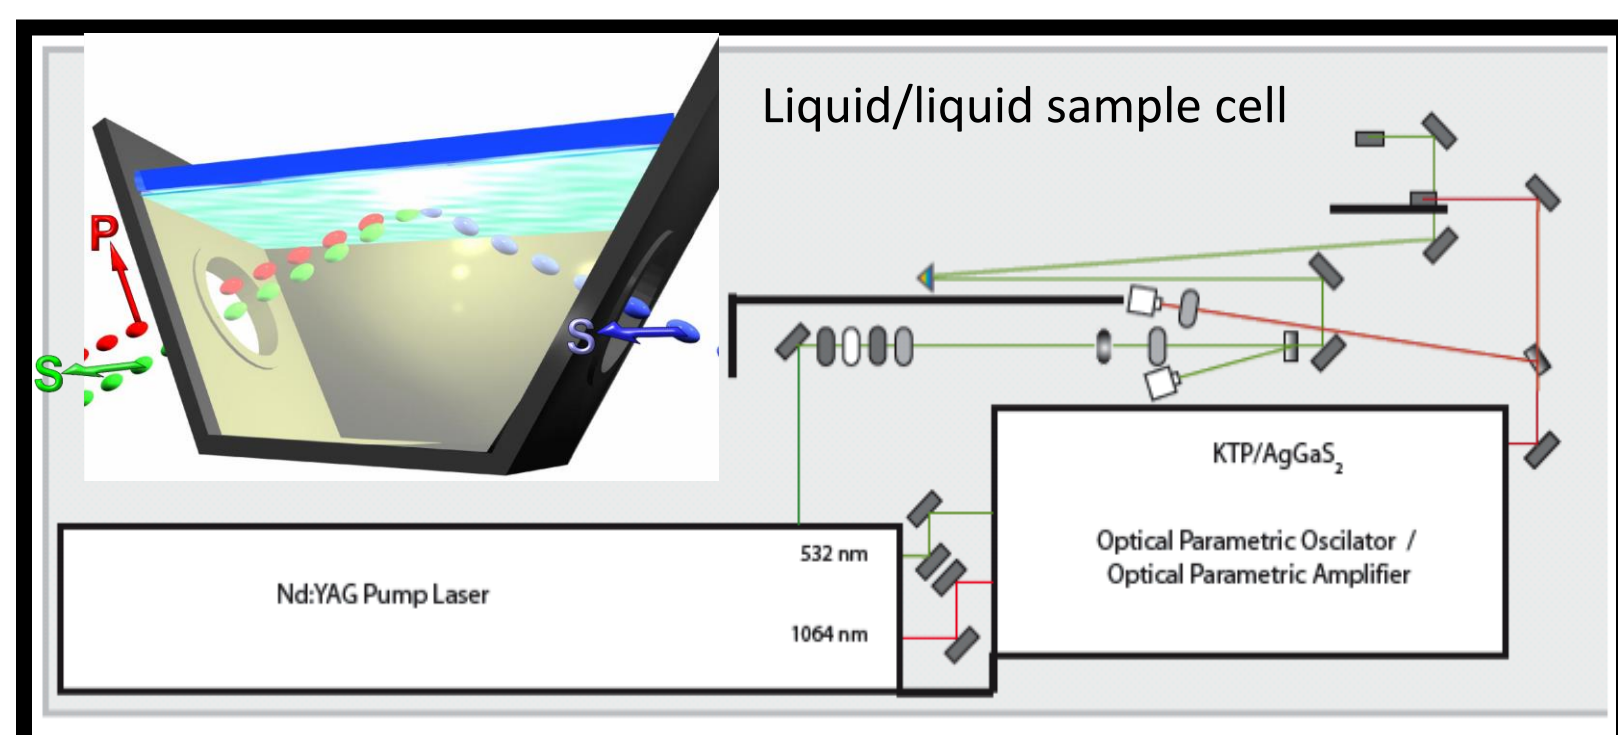 Liquid/liquid sample cell
P
S
S
KTP/AgGaS2
Optical Parametric Oscilator /
Optical Parametric Amplifier
532 nm
Nd:YAG Pump Laser
1064 nm